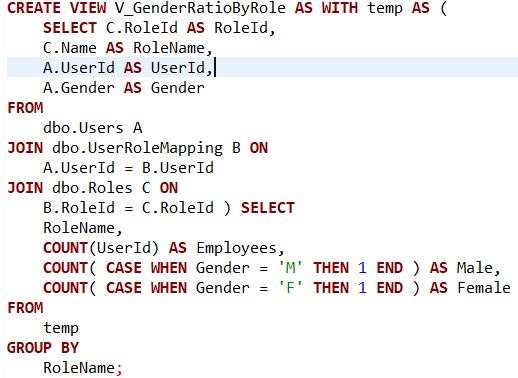 CREATE VIEW V_GenderRatioByRole AS WITH temp AS (
SELECT C.RoleId AS RoleId,
C.Name AS RoleName,
A.UserId AS UserId,
A.Gender AS Gender
FROM
dbo.Users A
JOIN dbo.UserRoleMapping B ON
A.UserId = B.UserId
JOIN dbo.Roles C ON
B.RoleId = C.RoleId ) SELECT
RoleName,
COUNT(UserId) AS Employees,
COUNT( CASE WHEN Gender = 'M' THEN 1 END ) AS Male,
COUNT( CASE WHEN Gender = 'F' THEN 1 END ) AS Female
FROM
temp
GROUP BY
RoleName;